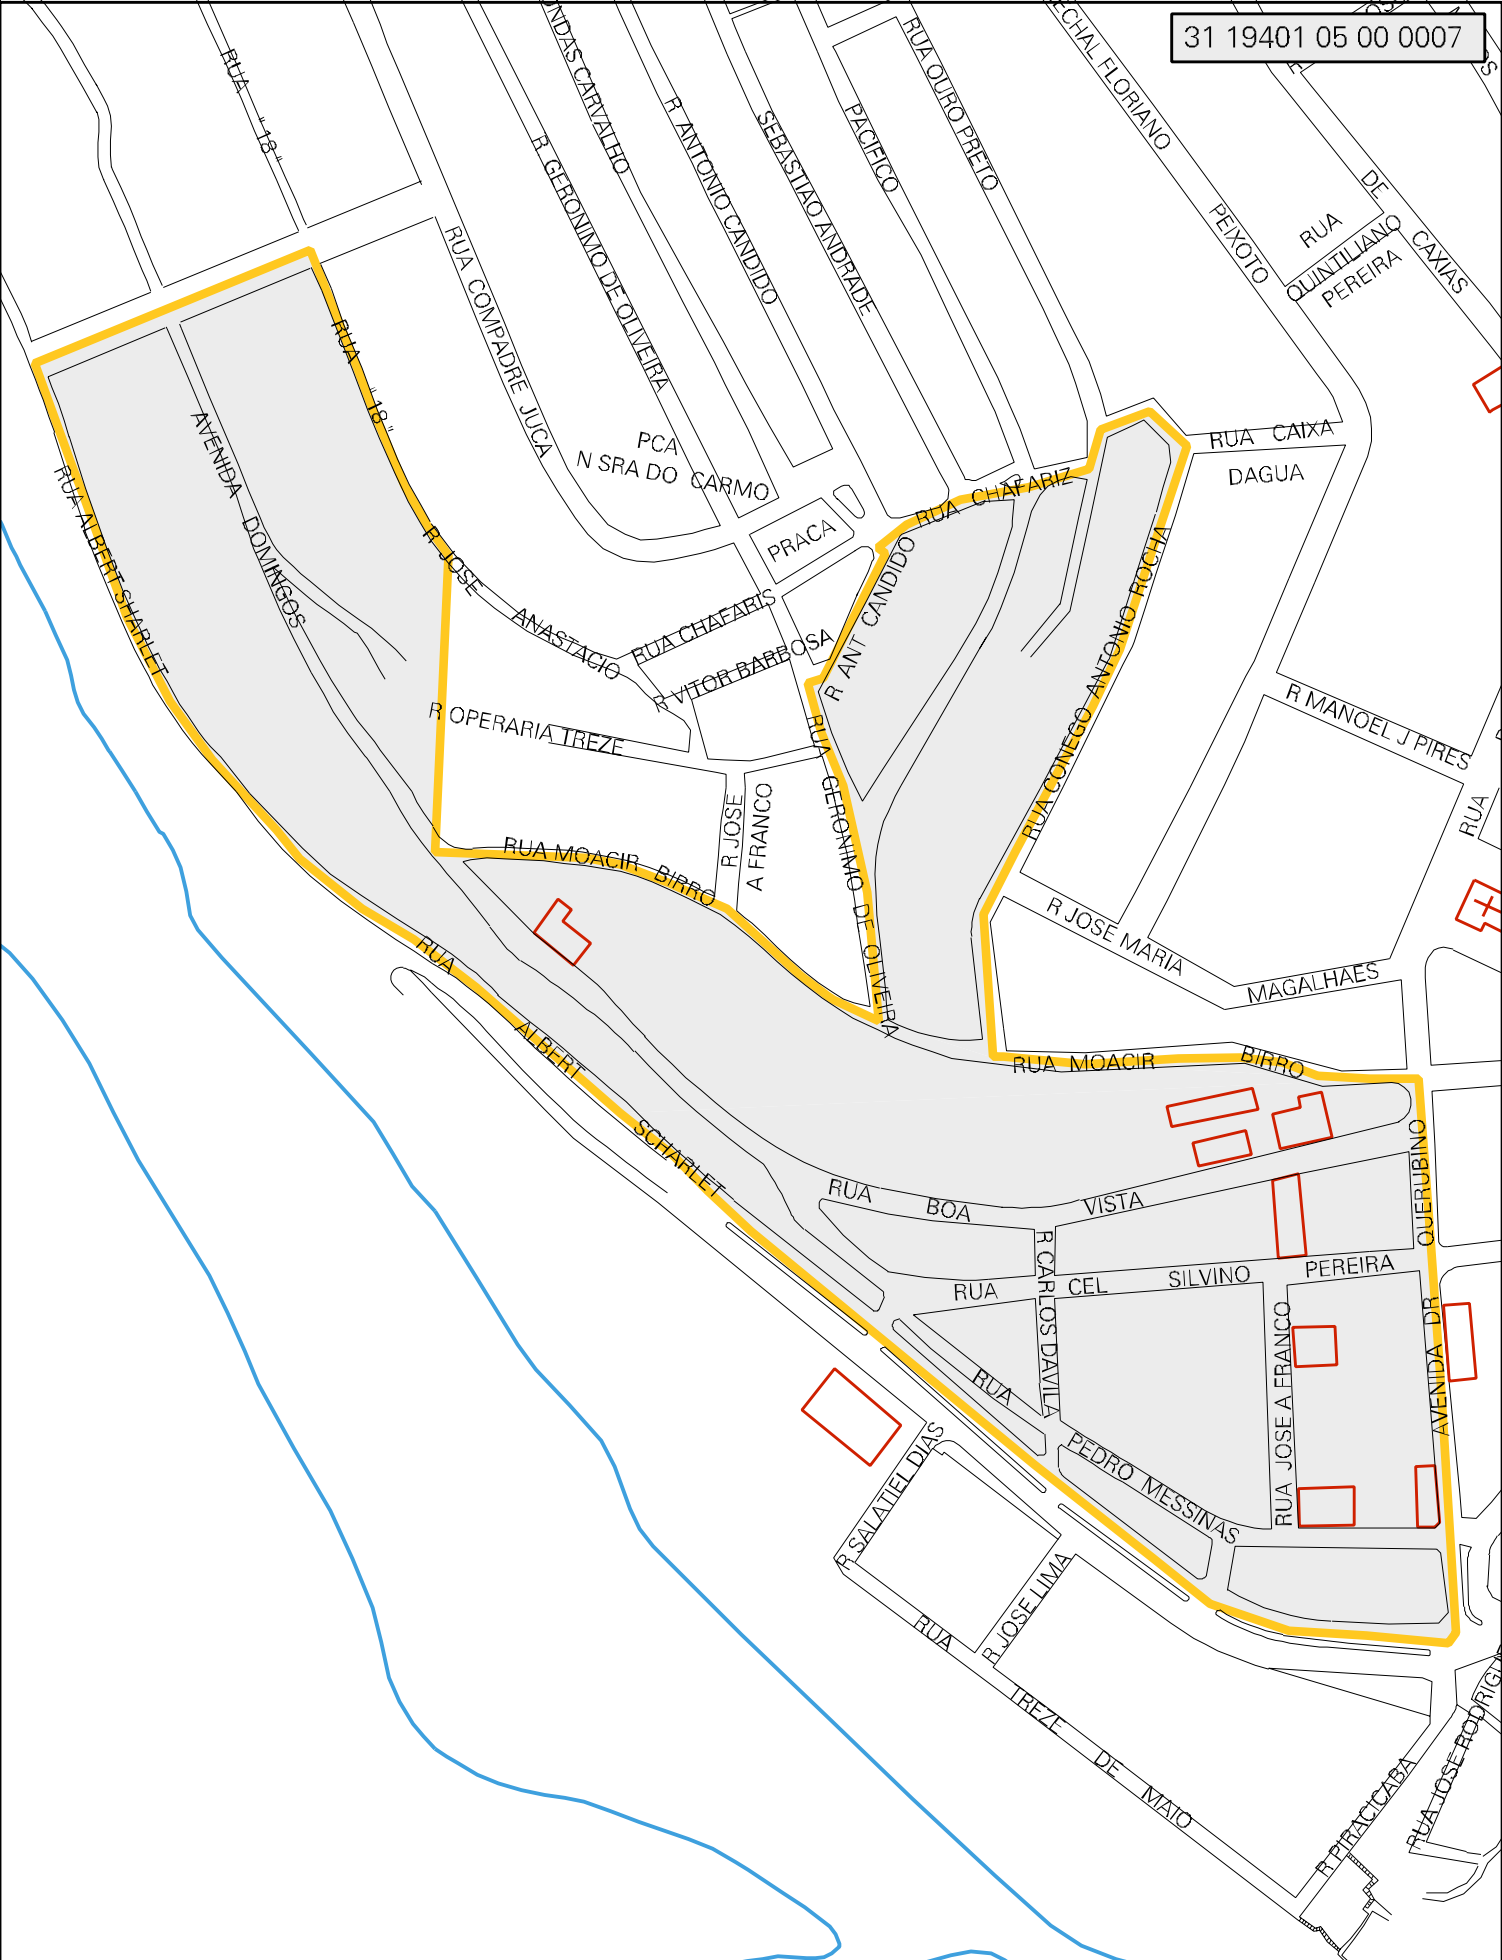 31 19401 05 00 0007
RUA "18"
ONDAS CARVALHO
R GERONIMO DE OLIVEIRA
R ANTONIO CANDIDO
SEBASTIAO ANDRADE
PACIFICO
RUA OURO PRETO
ECHAL FLORIANO PEIXOTO
DE CAXIAS
RUA
QUINTILIANO
PEREIRA
RUA COMPADRE JUCA
RUA "18"
AVENIDA DOMINGOS
RUA ALBERT SHARLET
PCA
N SRA DO CARMO
PRACA
RUA CHAFARIZ
RUA CAIXA
DAGUA
R JOSE ANASTACIO
RUA CHAFARIS
R VITOR BARBOSA
R ANT CANDIDO
RUA CONEGO ANTONIO ROCHA
R OPERARIA TREZE
R MANOEL J PIRES
RUA
R JOSE
A FRANCO
RUA GERONIMO DE OLIVEIRA
RUA MOACIR BIRRO
R JOSE MARIA
MAGALHAES
RUA ALBERT SCHARLET
RUA MOACIR BIRRO
RUA BOA VISTA
AVENIDA DR QUERUBINO
R CARLOS DAVILA
RUA CEL SILVINO PEREIRA
RUA JOSE A FRANCO
RUA PEDRO MESSINAS
R SALATIEL DIAS
R JOSE LIMA
RUA TREZE DE MAIO
R PIRACICABA
RUA JOSE RODRIG